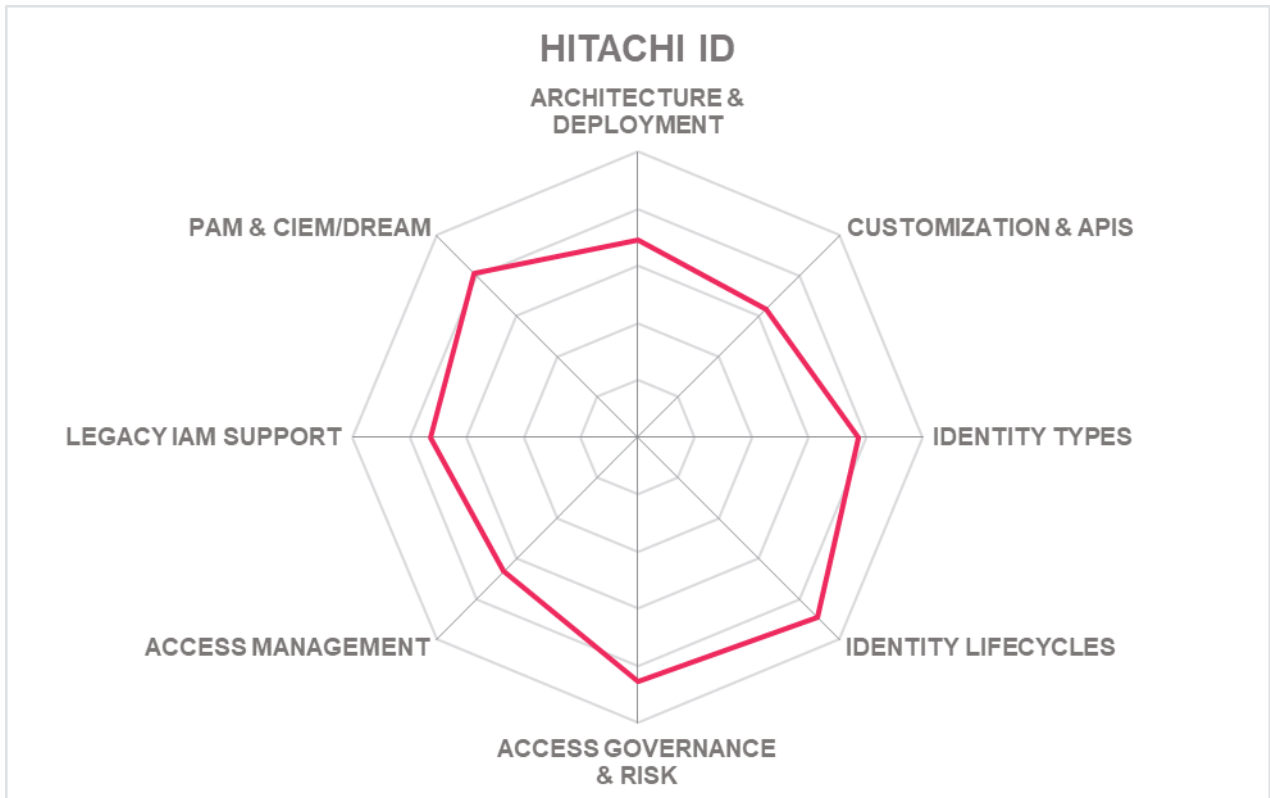 HITACHI ID
ARCHITECTURE &
DEPLOYMENT
PAM & CIEM/DREAM
CUSTOMIZATION & APIS
LEGACY IAM SUPPORT
IDENTITY TYPES
ACCESS MANAGEMENT
IDENTITY LIFECYCLES
ACCESS GOVERNANCE
& RISK